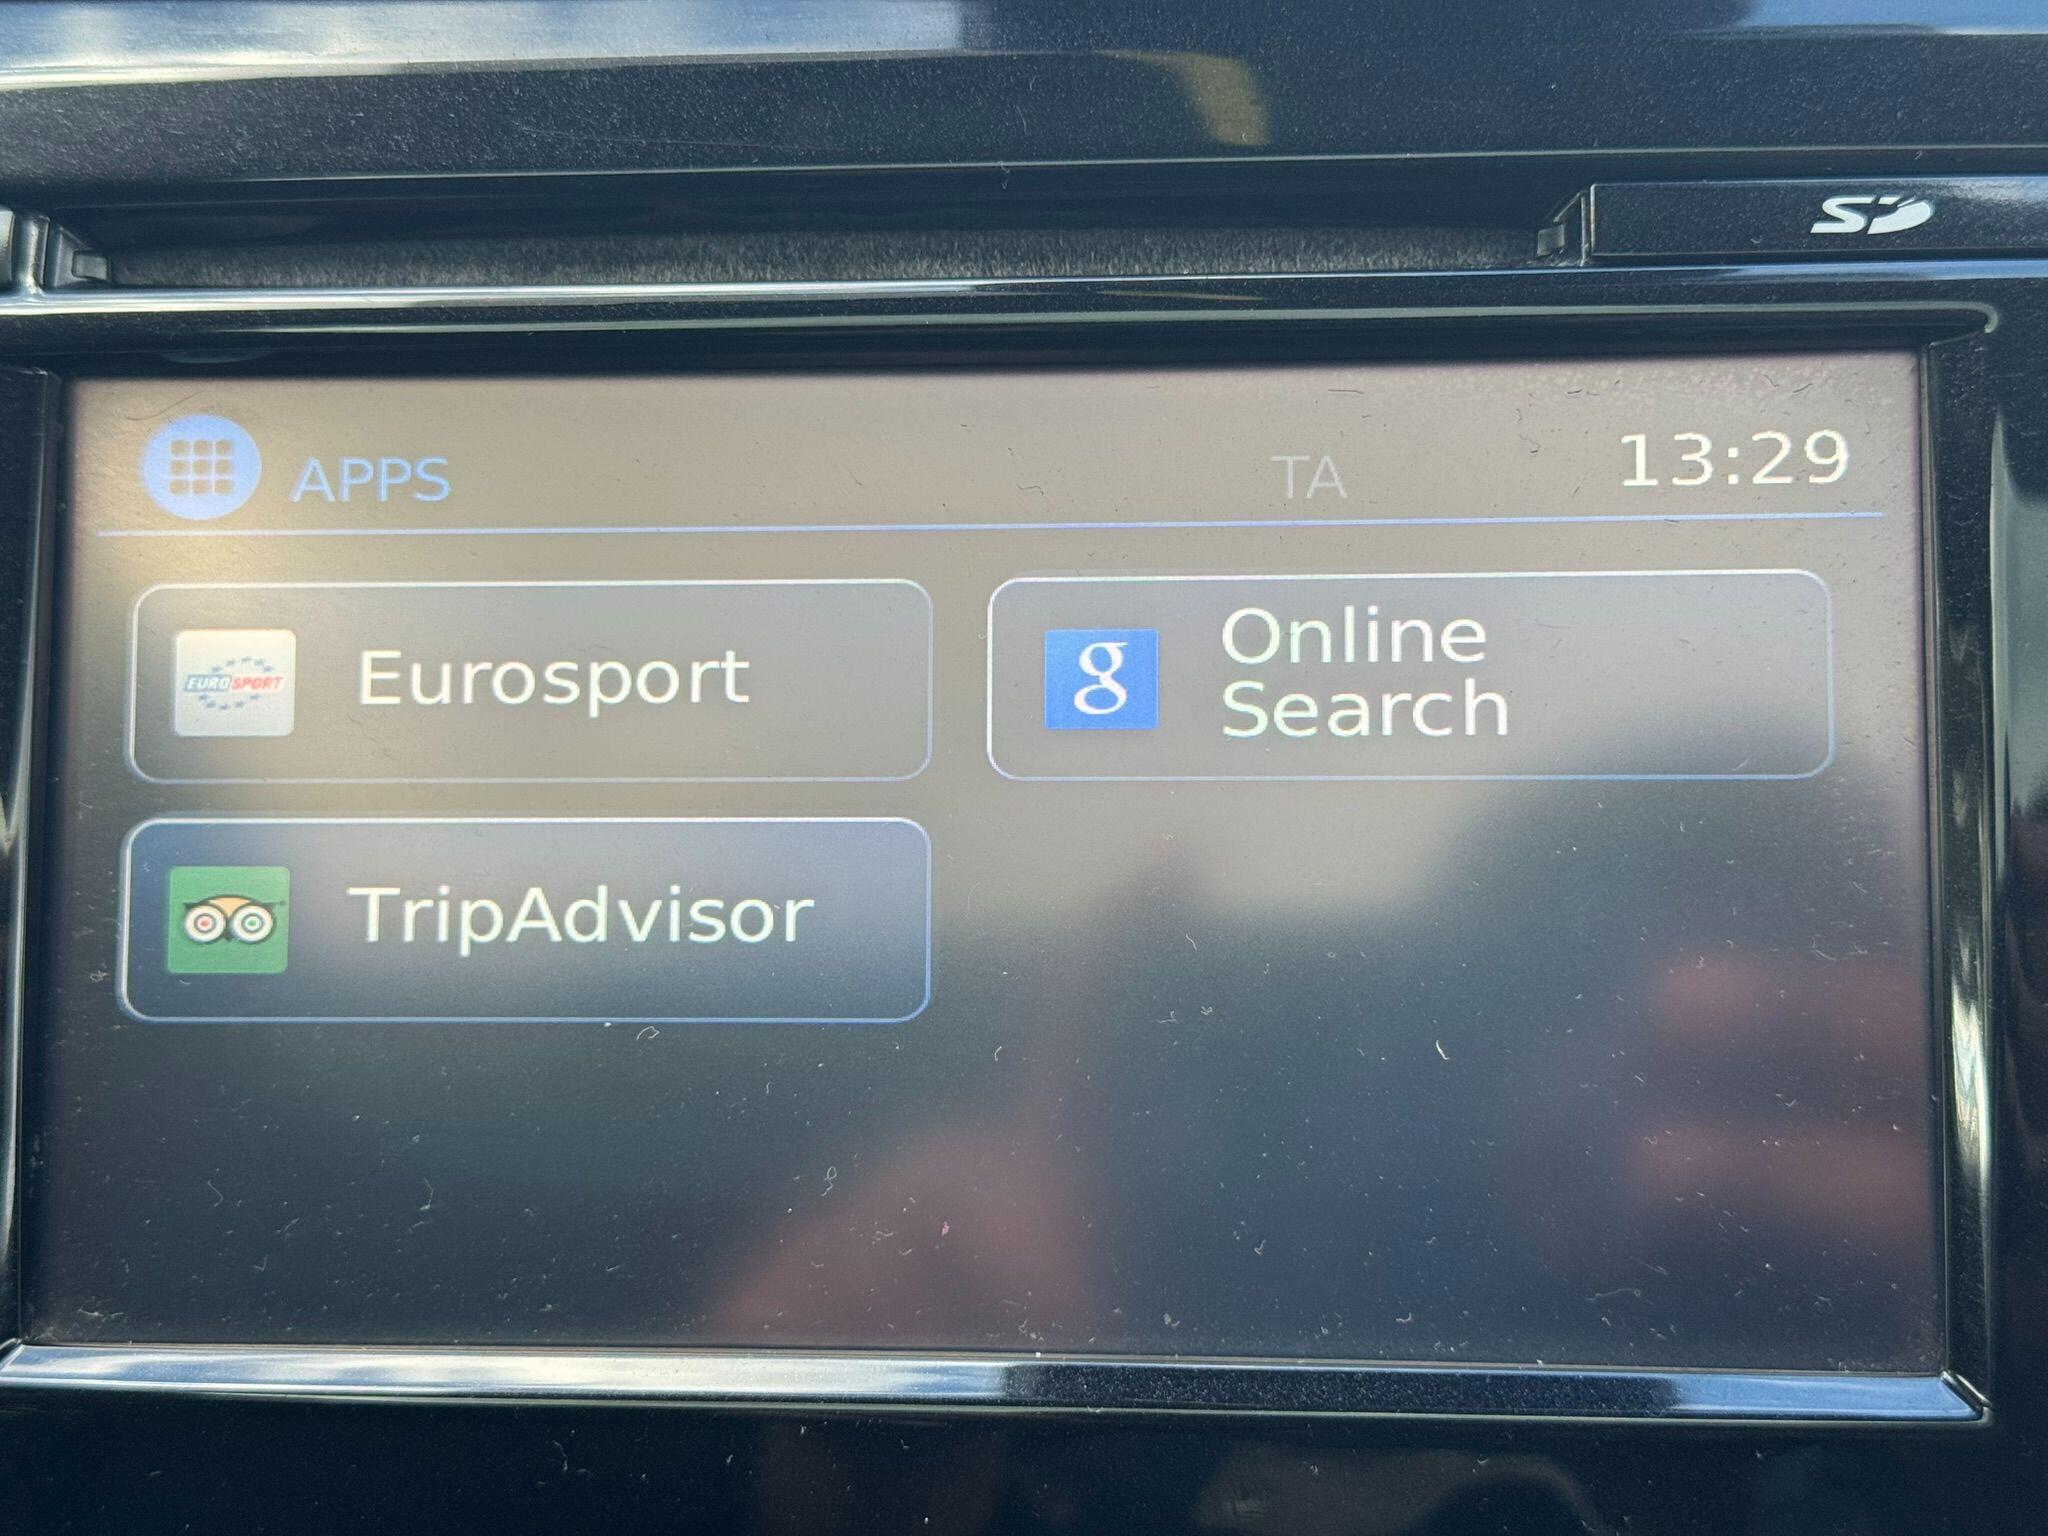 SD
APPS
TA
13:29
EUROSPORT
Eurosport
g
Online
Search
TripAdvisor